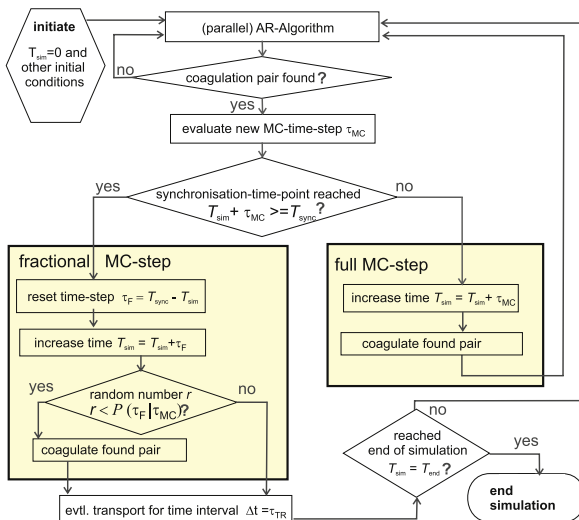 initiate
T_sim=0 and
other initial
conditions
(parallel) AR-Algorithm
no
coagulation pair found ?
yes
evaluate new MC-time-step τ_MC
yes
no
synchronisation-time-point reached
T_sim + τ_MC >= T_sync ?
fractional MC-step
reset time-step τ_F = T_sync - T_sim
increase time T_sim = T_sim + τ_F
yes
no
random number r
r < P (τ_F | τ_MC) ?
coagulate found pair
evtl. transport for time interval Δt = τ_TR
full MC-step
increase time T_sim = T_sim + τ_MC
coagulate found pair
no
reached
end of simulation
T_sim = T_end ?
yes
end
simulation